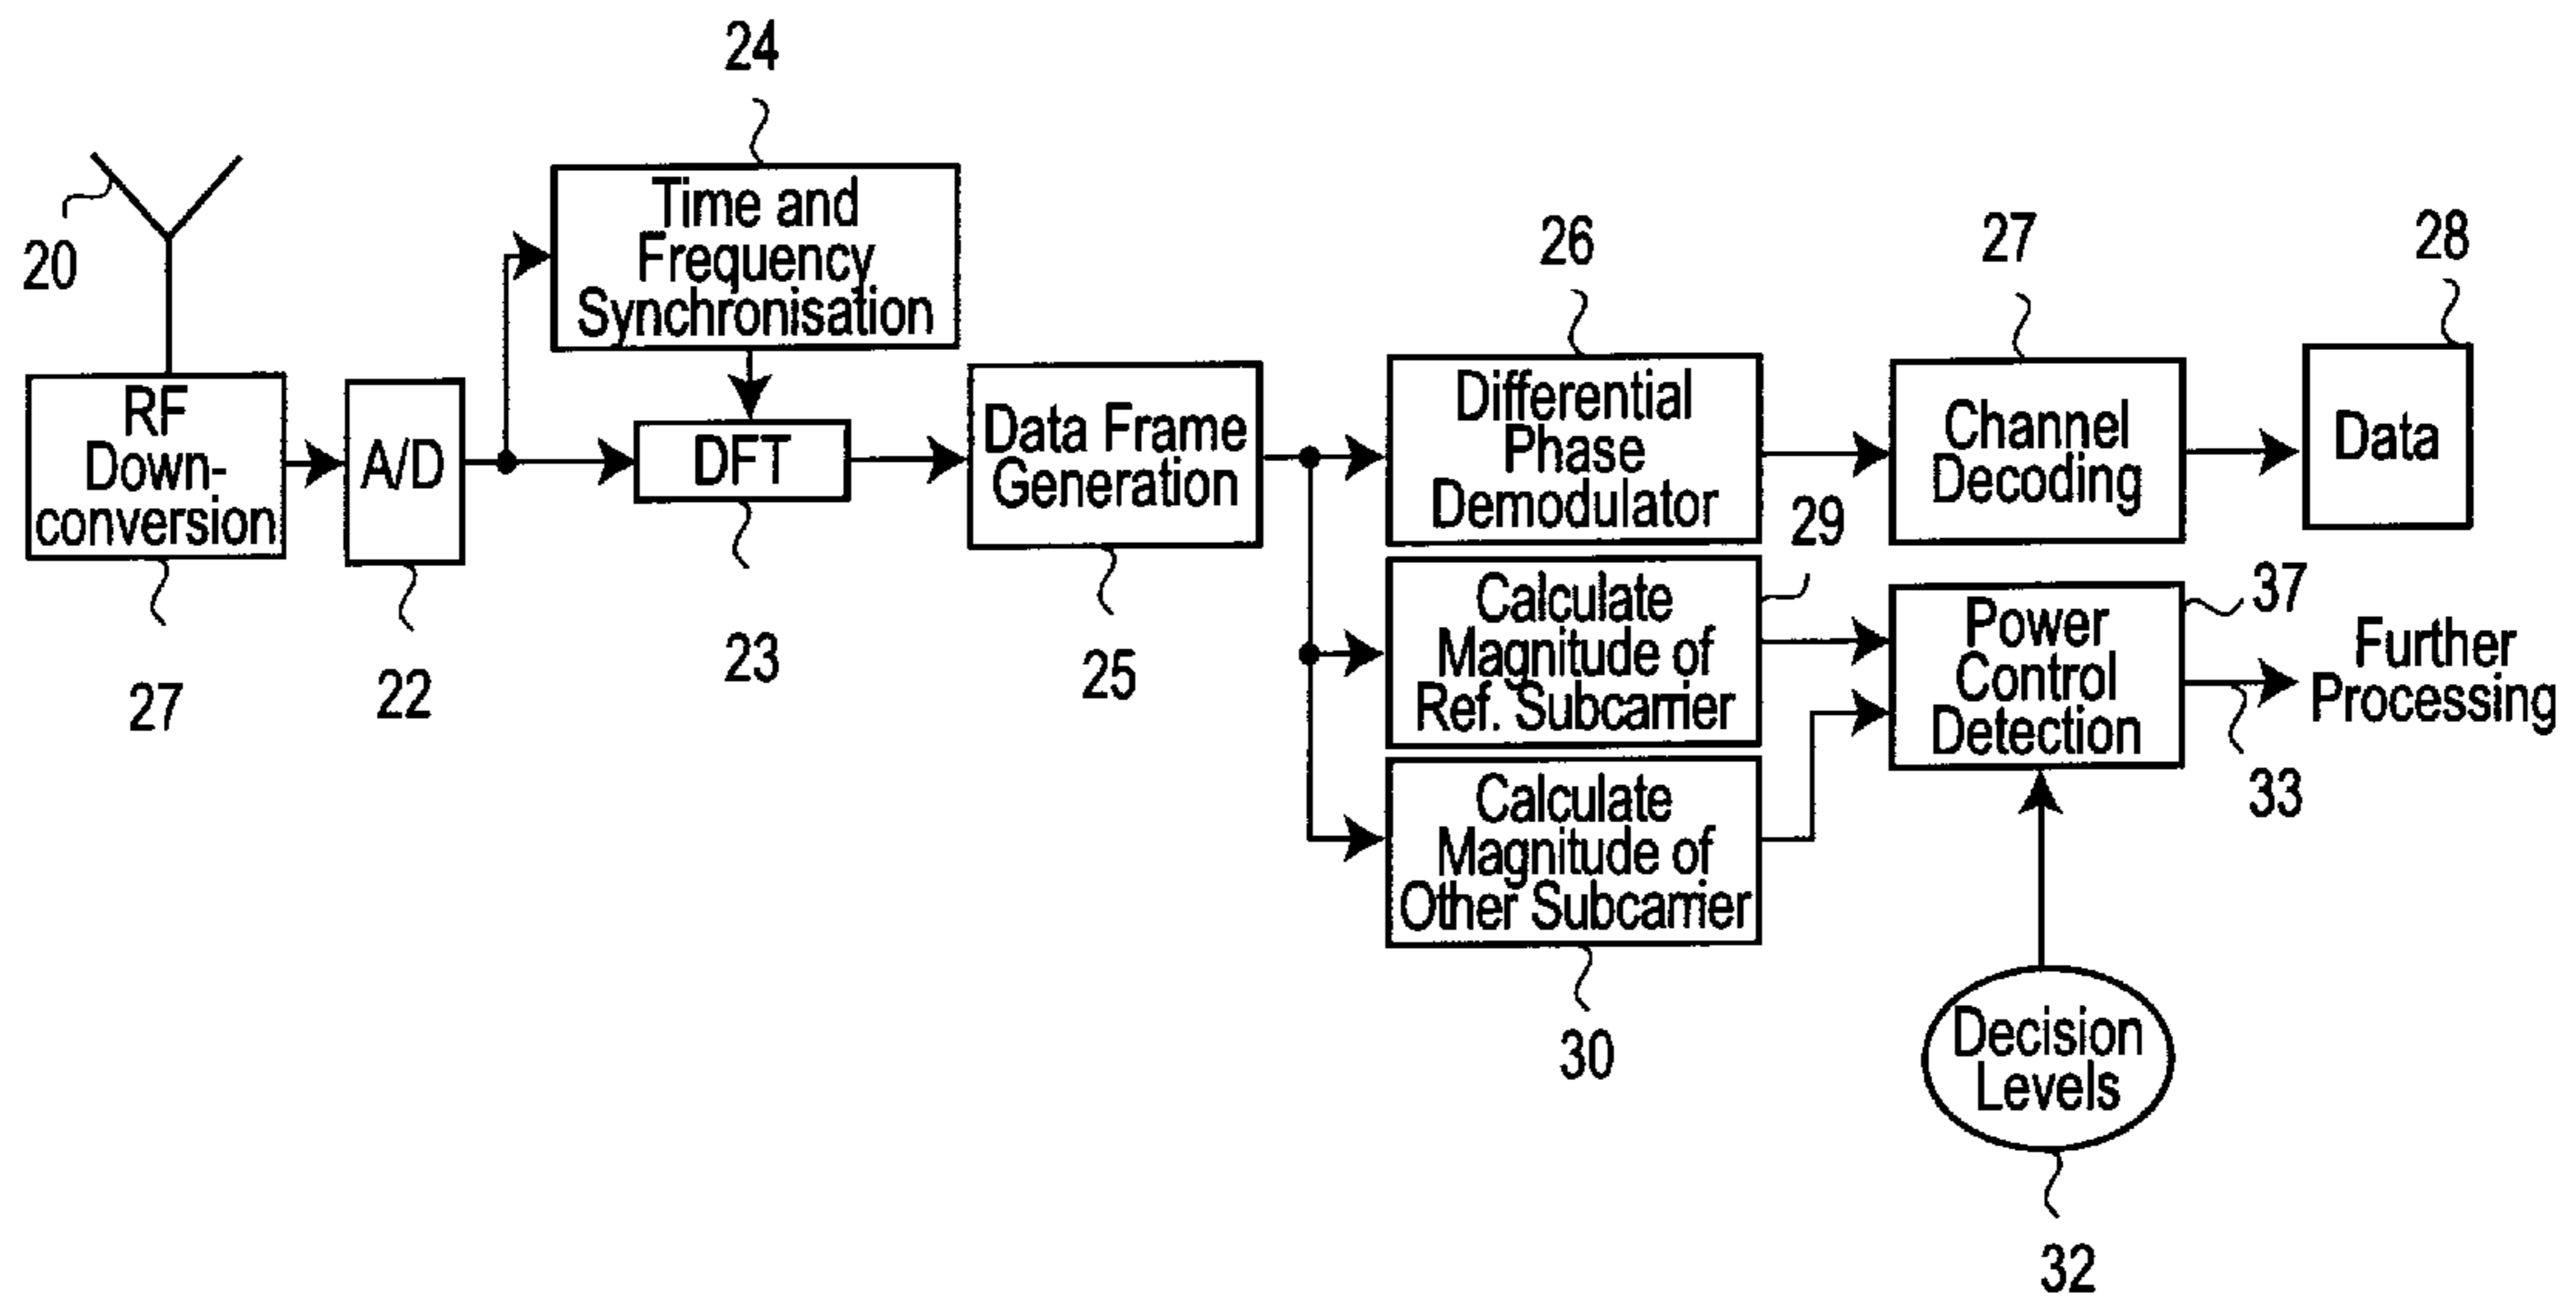 24
20
Time and
Frequency
Synchronisation
26
27
28
RF
Down-
conversion
A/D
DFT
Data Frame
Generation
Differential
Phase
Demodulator
Channel
Decoding
Data
29
27
22
23
25
Calculate
Magnitude of
Ref. Subcarrier
Power
Control
Detection
37
Further
Processing
33
Calculate
Magnitude of
Other Subcarrier
30
Decision
Levels
32